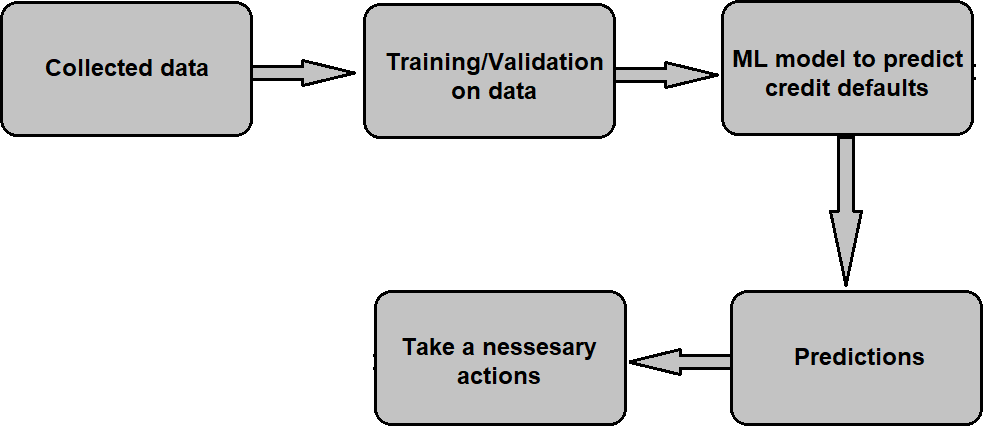 Collected data
Training/Validation
on data
ML model to predict
credit defaults
Predictions
Take a nessesary
actions